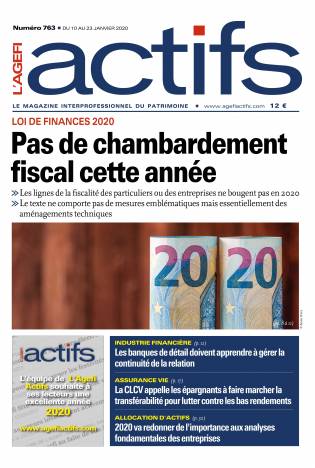 Numéro 763 • DU 10 AU 23 JANVIER 2020
L'AGEFI
actifs
LE MAGAZINE INTERPROFESSIONNEL DU PATRIMOINE • www.agefiactifs.com 12 €
LOI DE FINANCES 2020
Pas de chambardement
fiscal cette année
>> Les lignes de la fiscalité des particuliers ou des entreprises ne bougent pas en 2020
>> Le texte ne comporte pas de mesures emblématiques mais essentiellement des
aménagements techniques
20 20
actifs
L'équipe de L'Agefi
Actifs souhaite à
ses lecteurs une
excellente année
2020
www.agefiactifs.com
INDUSTRIE FINANCIÈRE
Les banques de détail doivent apprendre à gérer la
continuité de la relation
ASSURANCE VIE
La CLCV appelle les épargnants à faire marcher la
transférabilité pour lutter contre les bas rendements
ALLOCATION D'ACTIFS
2020 va redonner de l'importance aux analyses
fondamentales des entreprises